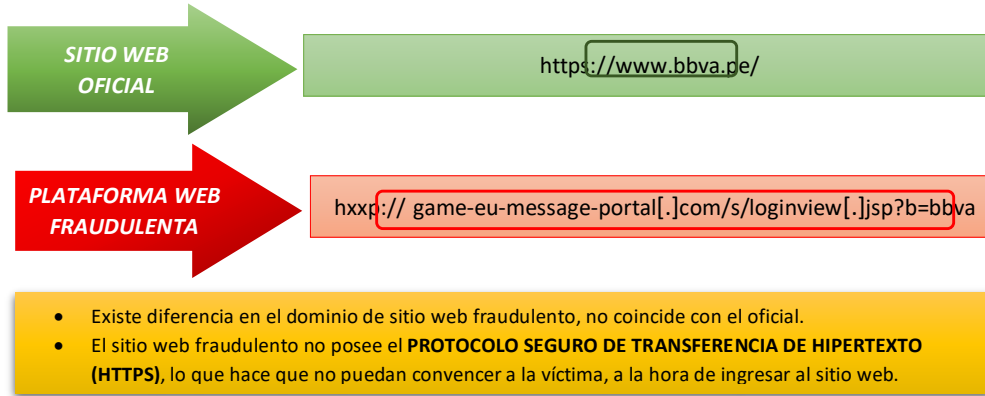 SITIO WEB
OFICIAL
https://www.bbva.pe/
PLATAFORMA WEB
FRAUDULENTA
hxxp:// game-eu-message-portal[.]com/s/loginview[.]jsp?b=bbva
• Existe diferencia en el dominio de sitio web fraudulento, no coincide con el oficial.
• El sitio web fraudulento no posee el PROTOCOLO SEGURO DE TRANSFERENCIA DE HIPERTEXTO
(HTTPS), lo que hace que no puedan convencer a la víctima, a la hora de ingresar al sitio web.